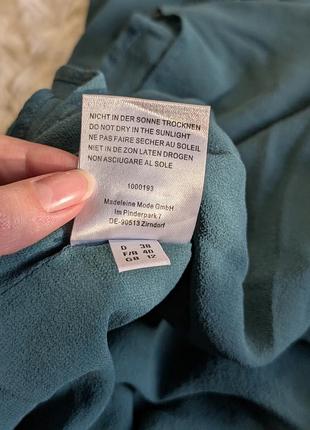 NICHT IN DER SONNE TROCKNEN
DO NOT DRY IN THE SUNLIGHT
NE PAS FAIRE SECHER AU SOLEIL
NIET IN DE ZON LATEN DROGEN
NON ASCIUGARE AL SOLE
1000193
Madeleine Mode GmbH
Im Pinderpark 7
DE-90513 Zirndorf
D 38
F/B 40
GB 12